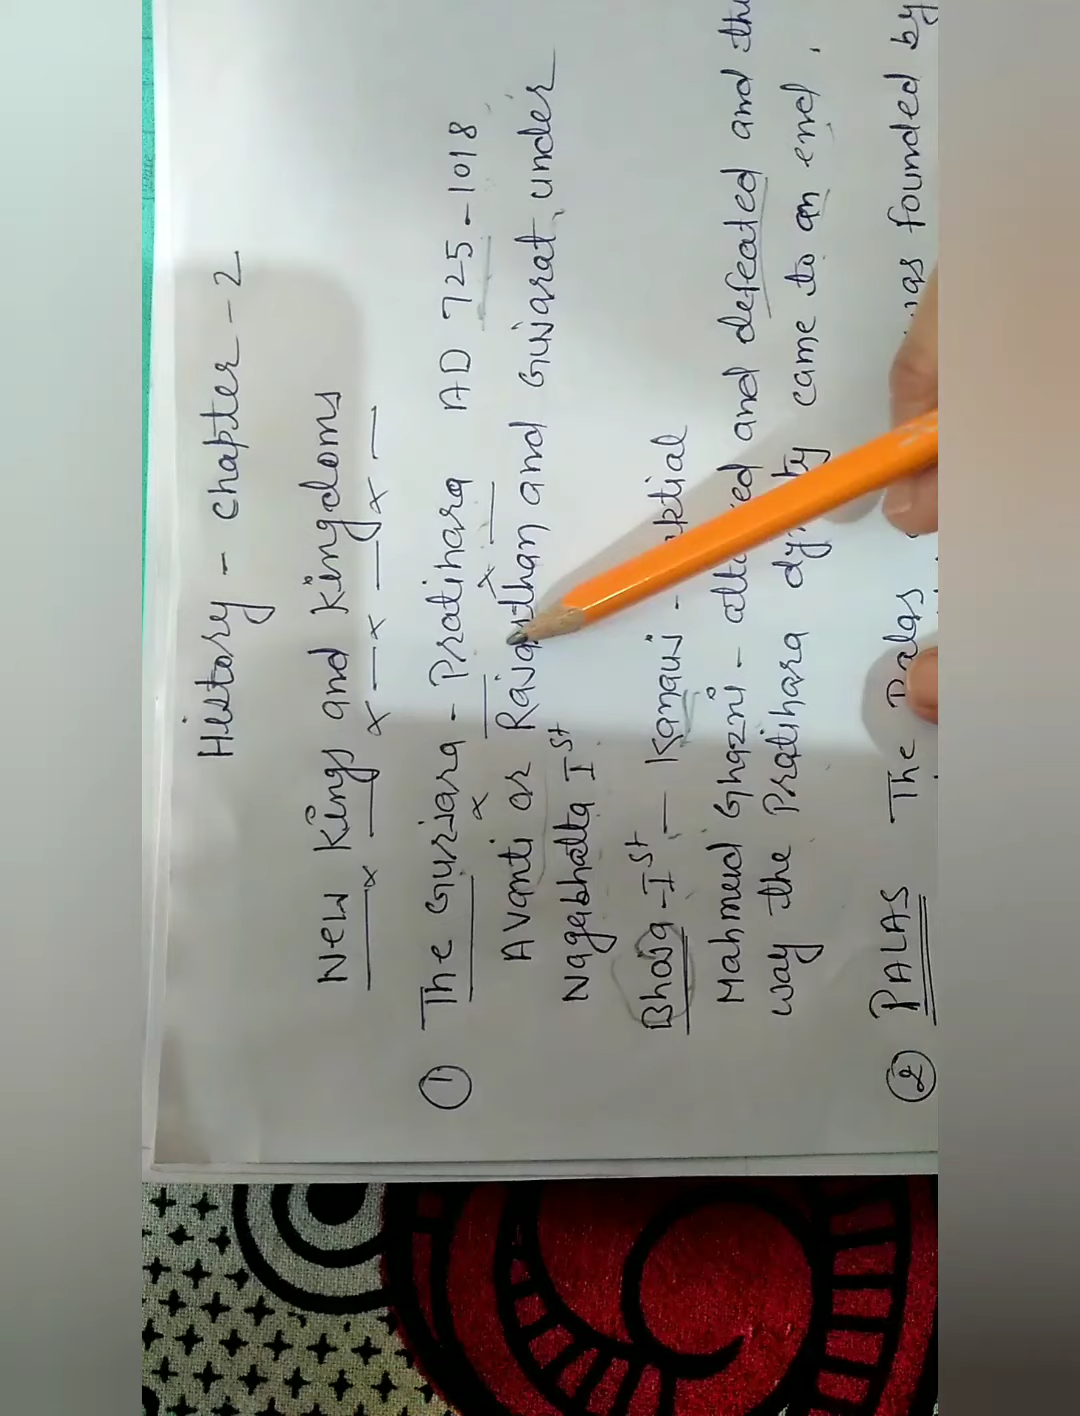 History - chapter - 2
New Kings and Kingdoms
x x x x
① The Gurjara - Pratihara AD 725-1018
x x
Avanti or Rajasthan and Gujarat, under
Nagabhatta Ist
Bhoja - Ist - Kanauj -
Mahmud Ghazni - and defeated and
way the Pratihara came to an end.
② PALAS The Palas was founded by